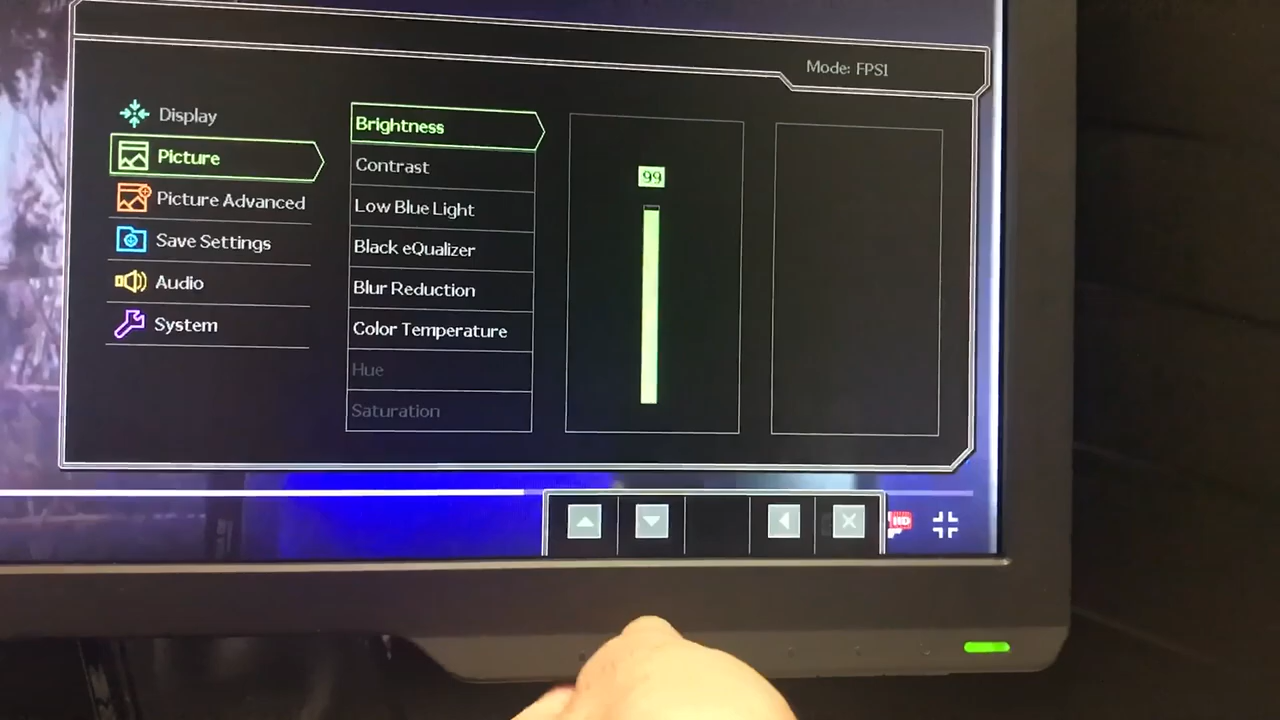 Mode: FPS1
Display
Picture
Picture Advanced
Save Settings
Audio
System
Brightness
Contrast
Low Blue Light
Black eQualizer
Blur Reduction
Color Temperature
Hue
Saturation
99
HD